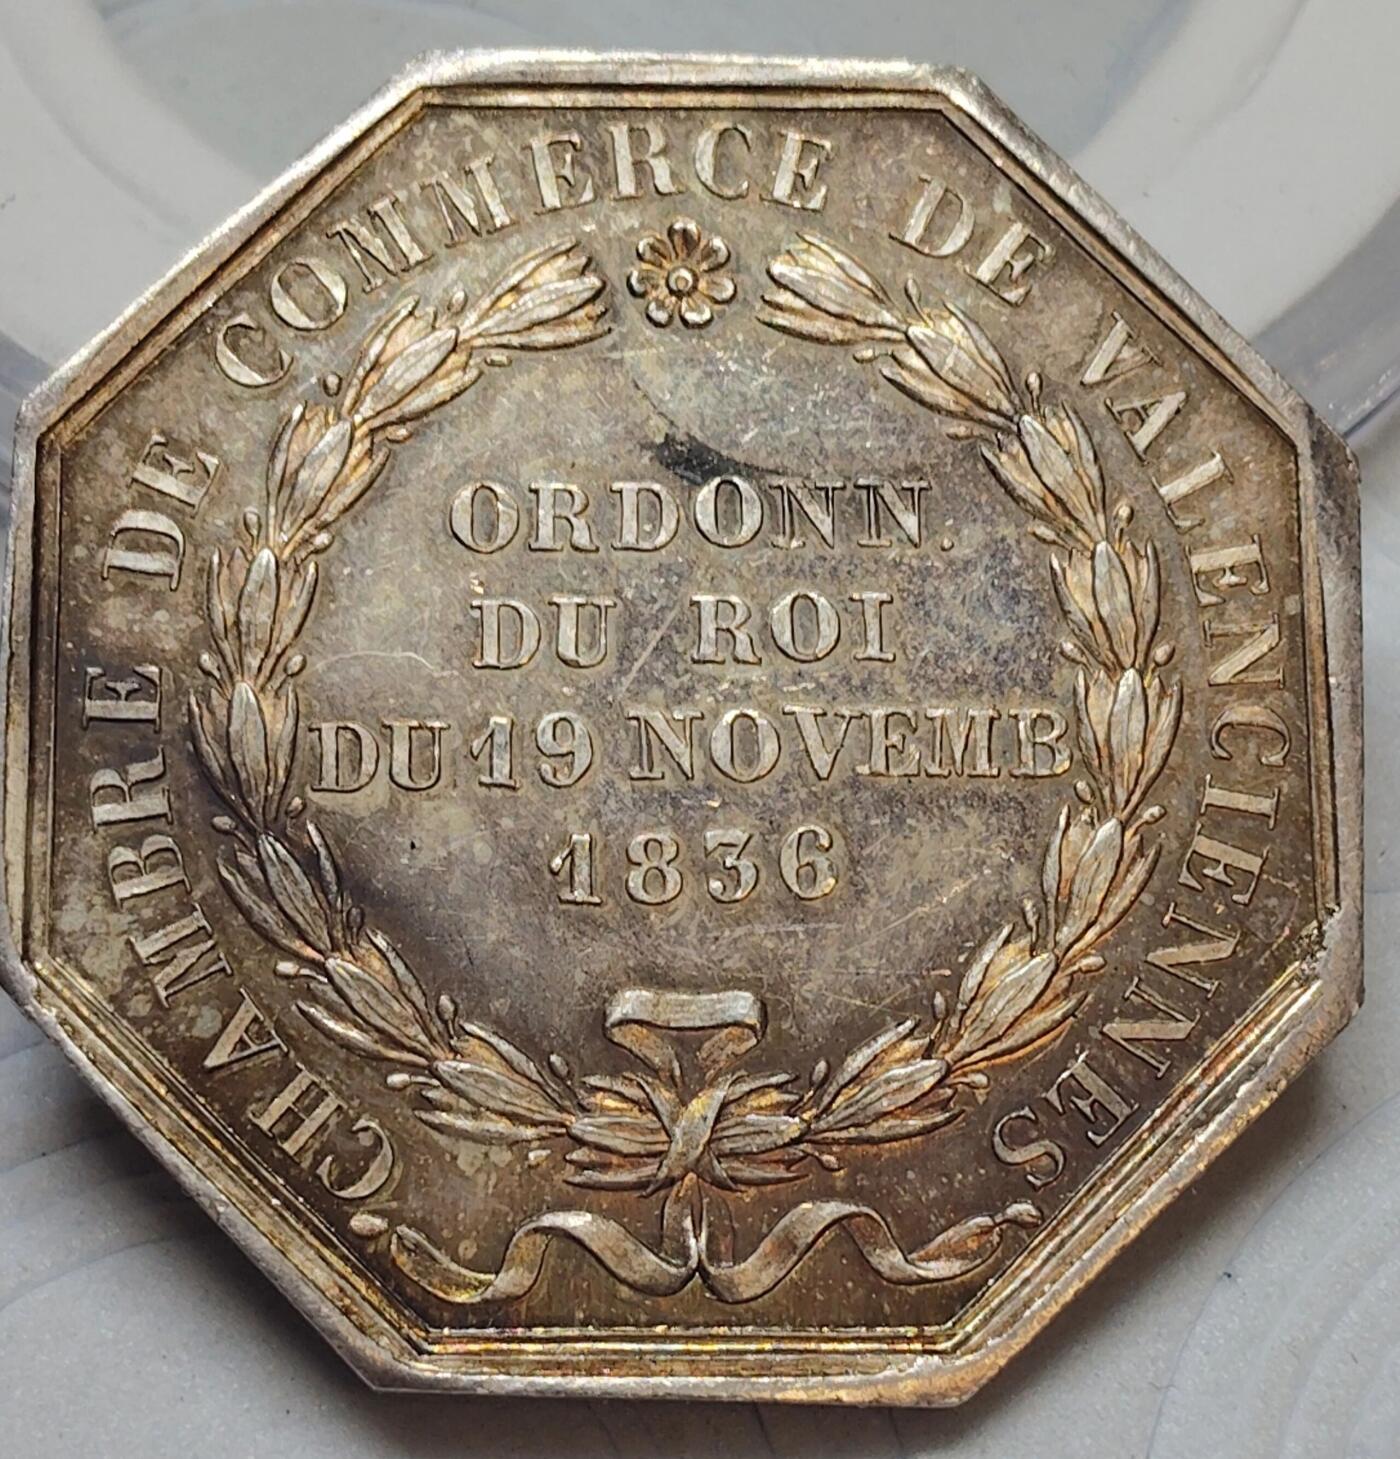 CHAMBRE DE COMMERCE DE VALENCIENNES
ORDONN.
DU ROI
DU 19 NOVEMB
1836